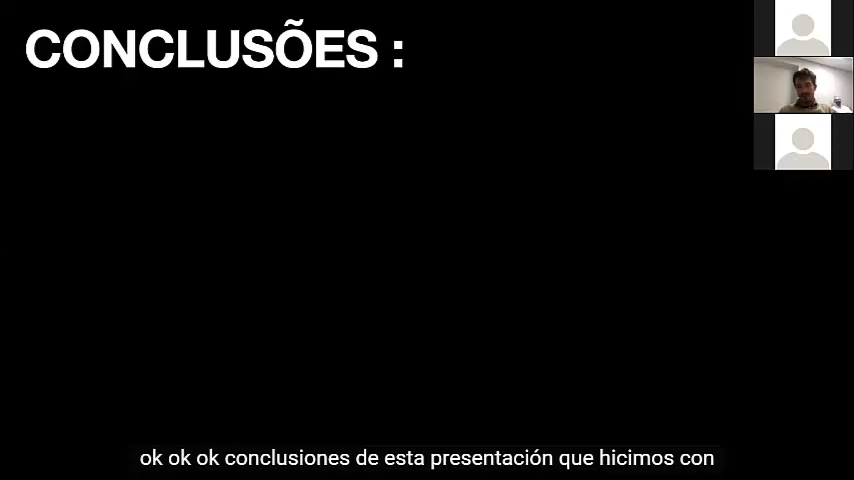 CONCLUSÕES :
ok ok ok conclusiones de esta presentación que hicimos con